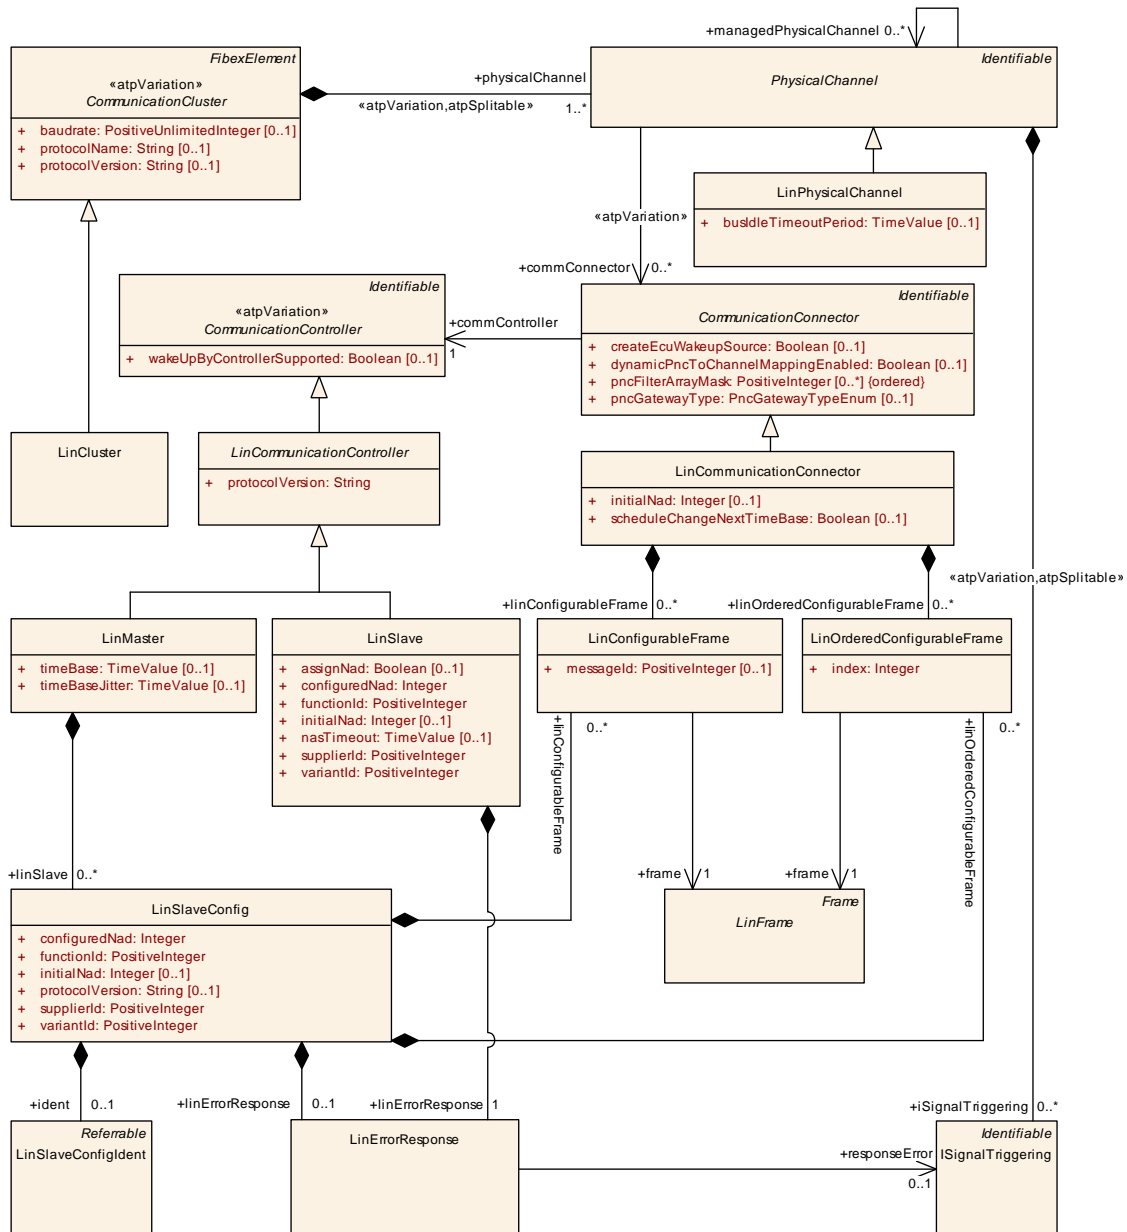 +managedPhysicalChannel 0..*
FibexElement
«atpVariation»
CommunicationCluster
+ baudrate: PositiveUnlimitedInteger [0..1]
+ protocolName: String [0..1]
+ protocolVersion: String [0..1]
+physicalChannel
«atpVariation,atpSplitable»
1..*
Identifiable
PhysicalChannel
LinPhysicalChannel
+ busIdleTimeoutPeriod: TimeValue [0..1]
«atpVariation»
+commConnector 0..*
Identifiable
«atpVariation»
CommunicationController
+ wakeUpByControllerSupported: Boolean [0..1]
+commController
1
Identifiable
CommunicationConnector
+ createEcuWakeupSource: Boolean [0..1]
+ dynamicPncToChannelMappingEnabled: Boolean [0..1]
+ pncFilterArrayMask: PositiveInteger [0..*] {ordered}
+ pncGatewayType: PncGatewayTypeEnum [0..1]
LinCluster
LinCommunicationController
+ protocolVersion: String
LinCommunicationConnector
+ initialNad: Integer [0..1]
+ scheduleChangeNextTimeBase: Boolean [0..1]
«atpVariation,atpSplitable»
+linConfigurableFrame 0..*
+linOrderedConfigurableFrame 0..*
LinMaster
+ timeBase: TimeValue [0..1]
+ timeBaseJitter: TimeValue [0..1]
LinSlave
+ assignNad: Boolean [0..1]
+ configuredNad: Integer
+ functionId: PositiveInteger
+ initialNad: Integer [0..1]
+ nasTimeout: TimeValue [0..1]
+ supplierId: PositiveInteger
+ variantId: PositiveInteger
LinConfigurableFrame
+ messageId: PositiveInteger [0..1]
LinOrderedConfigurableFrame
+ index: Integer
+linConfigurableFrame
0..*
+linOrderedConfigurableFrame
0..*
+linSlave 0..*
+frame 1
+frame 1
Frame
LinFrame
LinSlaveConfig
+ configuredNad: Integer
+ functionId: PositiveInteger
+ initialNad: Integer [0..1]
+ protocolVersion: String [0..1]
+ supplierId: PositiveInteger
+ variantId: PositiveInteger
+ident 0..1
+linErrorResponse 0..1
+linErrorResponse 1
+iSignalTriggering 0..*
Referrable
LinSlaveConfigIdent
LinErrorResponse
+responseError
0..1
Identifiable
ISignalTriggering